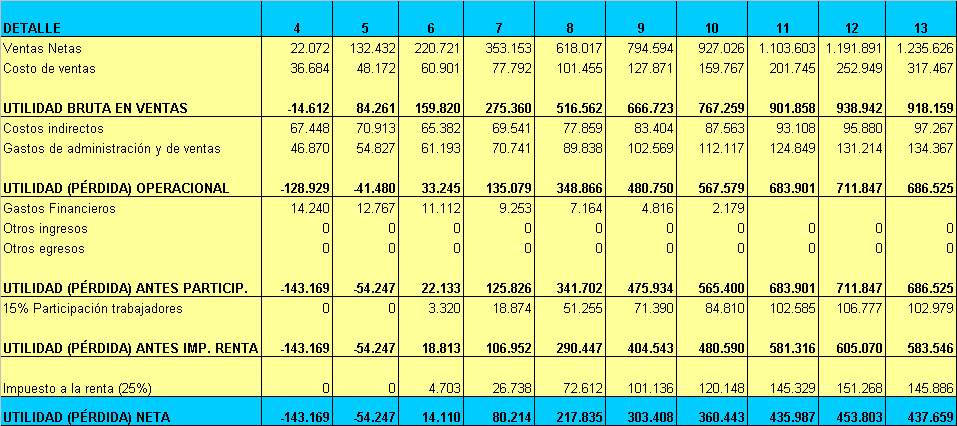 DETALLE 4 5 6 7 8 9 10 11 12 13
Ventas Netas 22.072 132.432 220.721 353.153 618.017 794.594 927.026 1.103.603 1.191.891 1.235.626
Costo de ventas 36.684 48.172 60.901 77.792 101.455 127.871 159.767 201.745 252.949 317.467
UTILIDAD BRUTA EN VENTAS -14.612 84.261 159.820 275.360 516.562 666.723 767.259 901.858 938.942 918.159
Costos indirectos 67.448 70.913 65.382 69.541 77.859 83.404 87.563 93.108 95.880 97.267
Gastos de administración y de ventas 46.870 54.827 61.193 70.741 89.838 102.569 112.117 124.849 131.214 134.367
UTILIDAD (PÉRDIDA) OPERACIONAL -128.929 -41.480 33.245 135.079 348.866 480.750 567.579 683.901 711.847 686.525
Gastos Financieros 14.240 12.767 11.112 9.253 7.164 4.816 2.179
Otros ingresos 0 0 0 0 0 0 0 0 0 0
Otros egresos 0 0 0 0 0 0 0 0 0 0
UTILIDAD (PÉRDIDA) ANTES PARTICIP. -143.169 -54.247 22.133 125.826 341.702 475.934 565.400 683.901 711.847 686.525
15% Participación trabajadores 0 0 3.320 18.874 51.255 71.390 84.810 102.585 106.777 102.979
UTILIDAD (PÉRDIDA) ANTES IMP. RENTA -143.169 -54.247 18.813 106.952 290.447 404.543 480.590 581.316 605.070 583.546
Impuesto a la renta (25%) 0 0 4.703 26.738 72.612 101.136 120.148 145.329 151.268 145.886
UTILIDAD (PÉRDIDA) NETA -143.169 -54.247 14.110 80.214 217.835 303.408 360.443 435.987 453.803 437.659